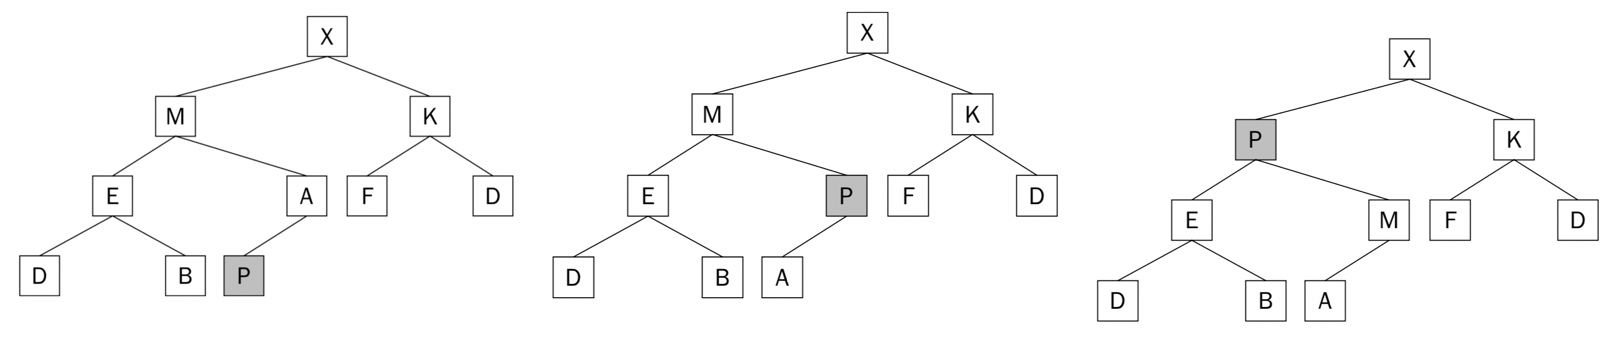 X
M K
E A F D
D B P
X
M K
E P F D
D B A
X
P K
E M F D
D B A